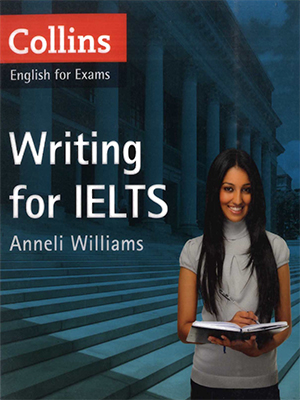 Collins
English for Exams
Writing
for IELTS
Anneli Williams